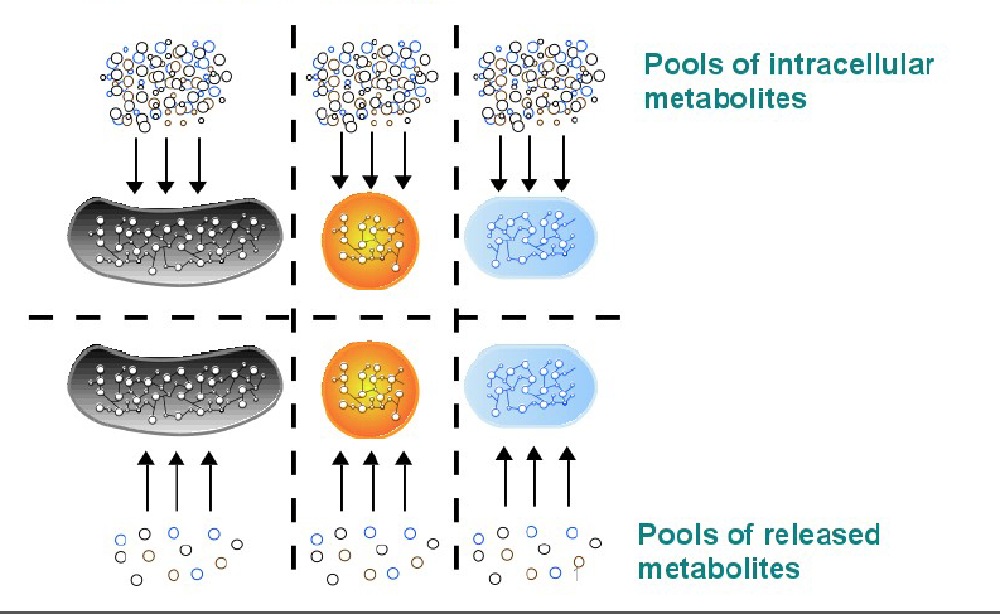 Pools of intracellular
metabolites
Pools of released
metabolites